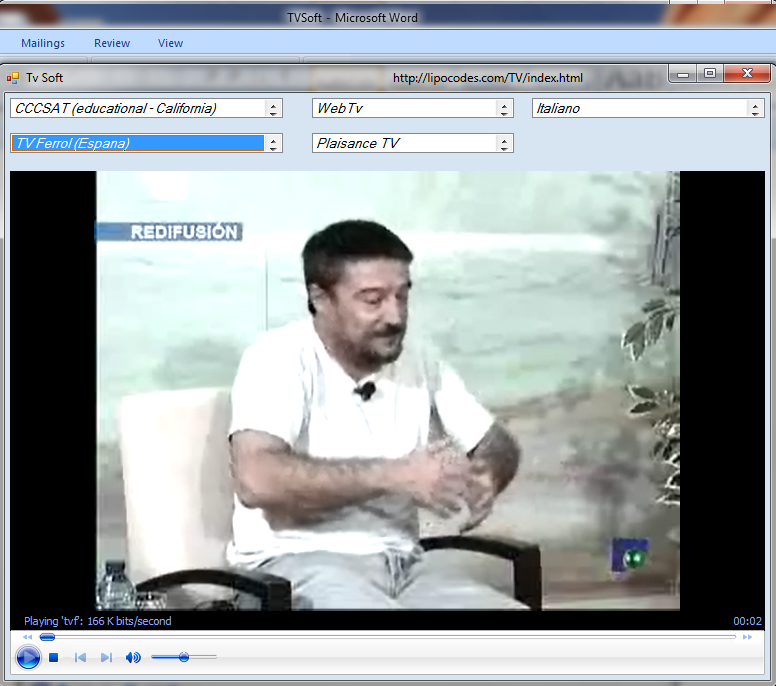 TVSoft - Microsoft Word
Mailings Review View
Tv Soft http://lipocodes.com/TV/index.html
CCCSAT (educational - California) WebTv Italiano
TV Ferrol (Espana) Plaisance TV
REDIFUSIÓN
Playing 'tvf': 166 K bits/second 00:02